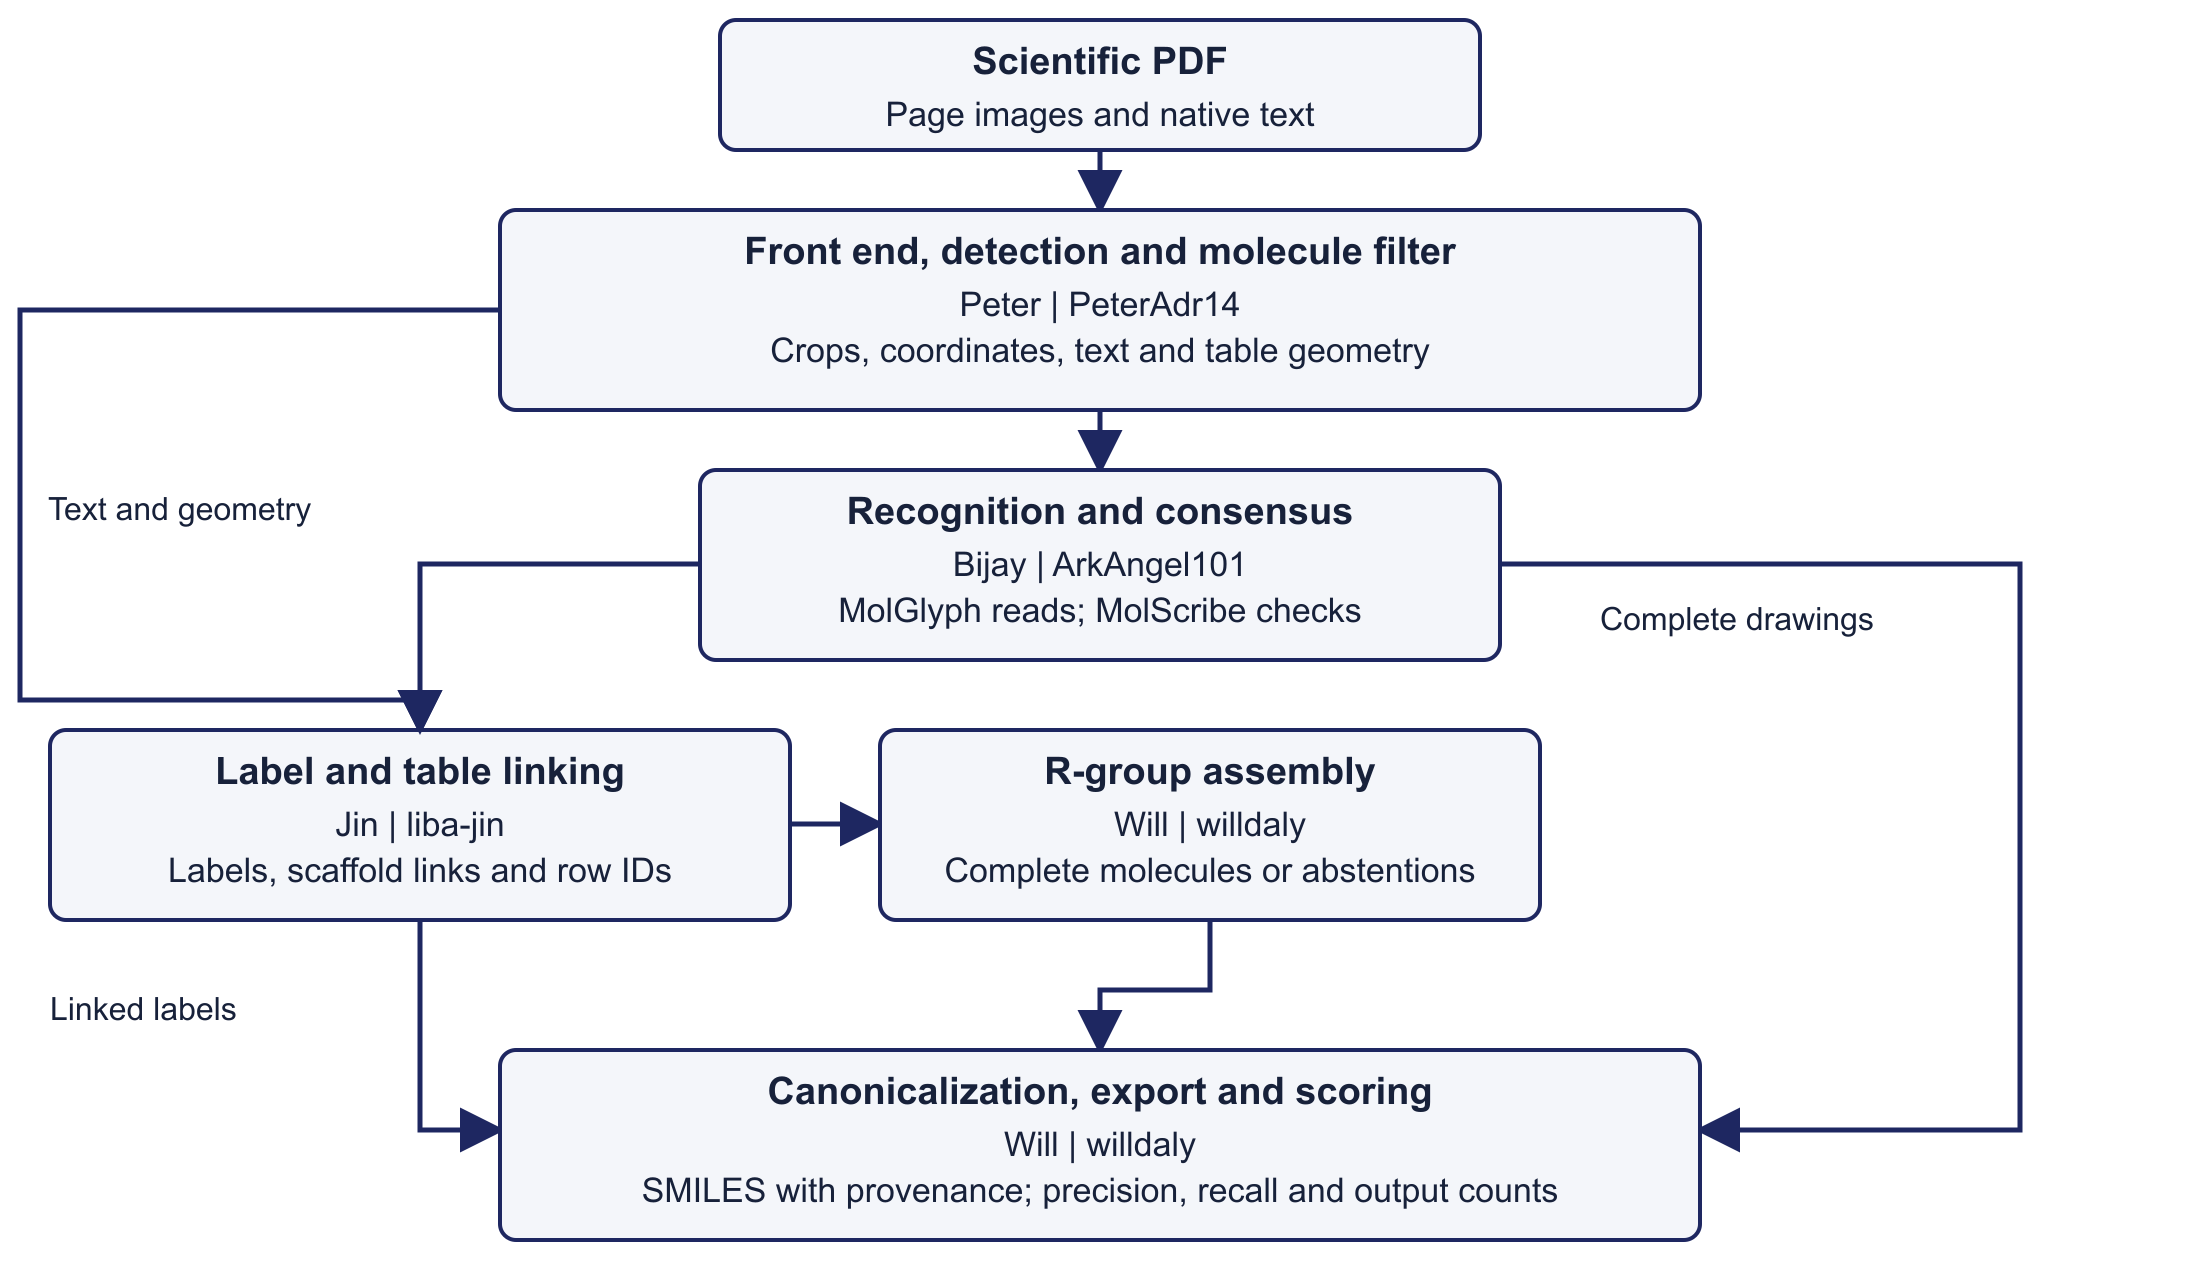 Scientific PDF
Page images and native text
Front end, detection and molecule filter
Peter | PeterAdr14
Crops, coordinates, text and table geometry
Text and geometry
Recognition and consensus
Bijay | ArkAngel101
MolGlyph reads; MolScribe checks
Complete drawings
Label and table linking
Jin | liba-jin
Labels, scaffold links and row IDs
R-group assembly
Will | willdaly
Complete molecules or abstentions
Linked labels
Canonicalization, export and scoring
Will | willdaly
SMILES with provenance; precision, recall and output counts